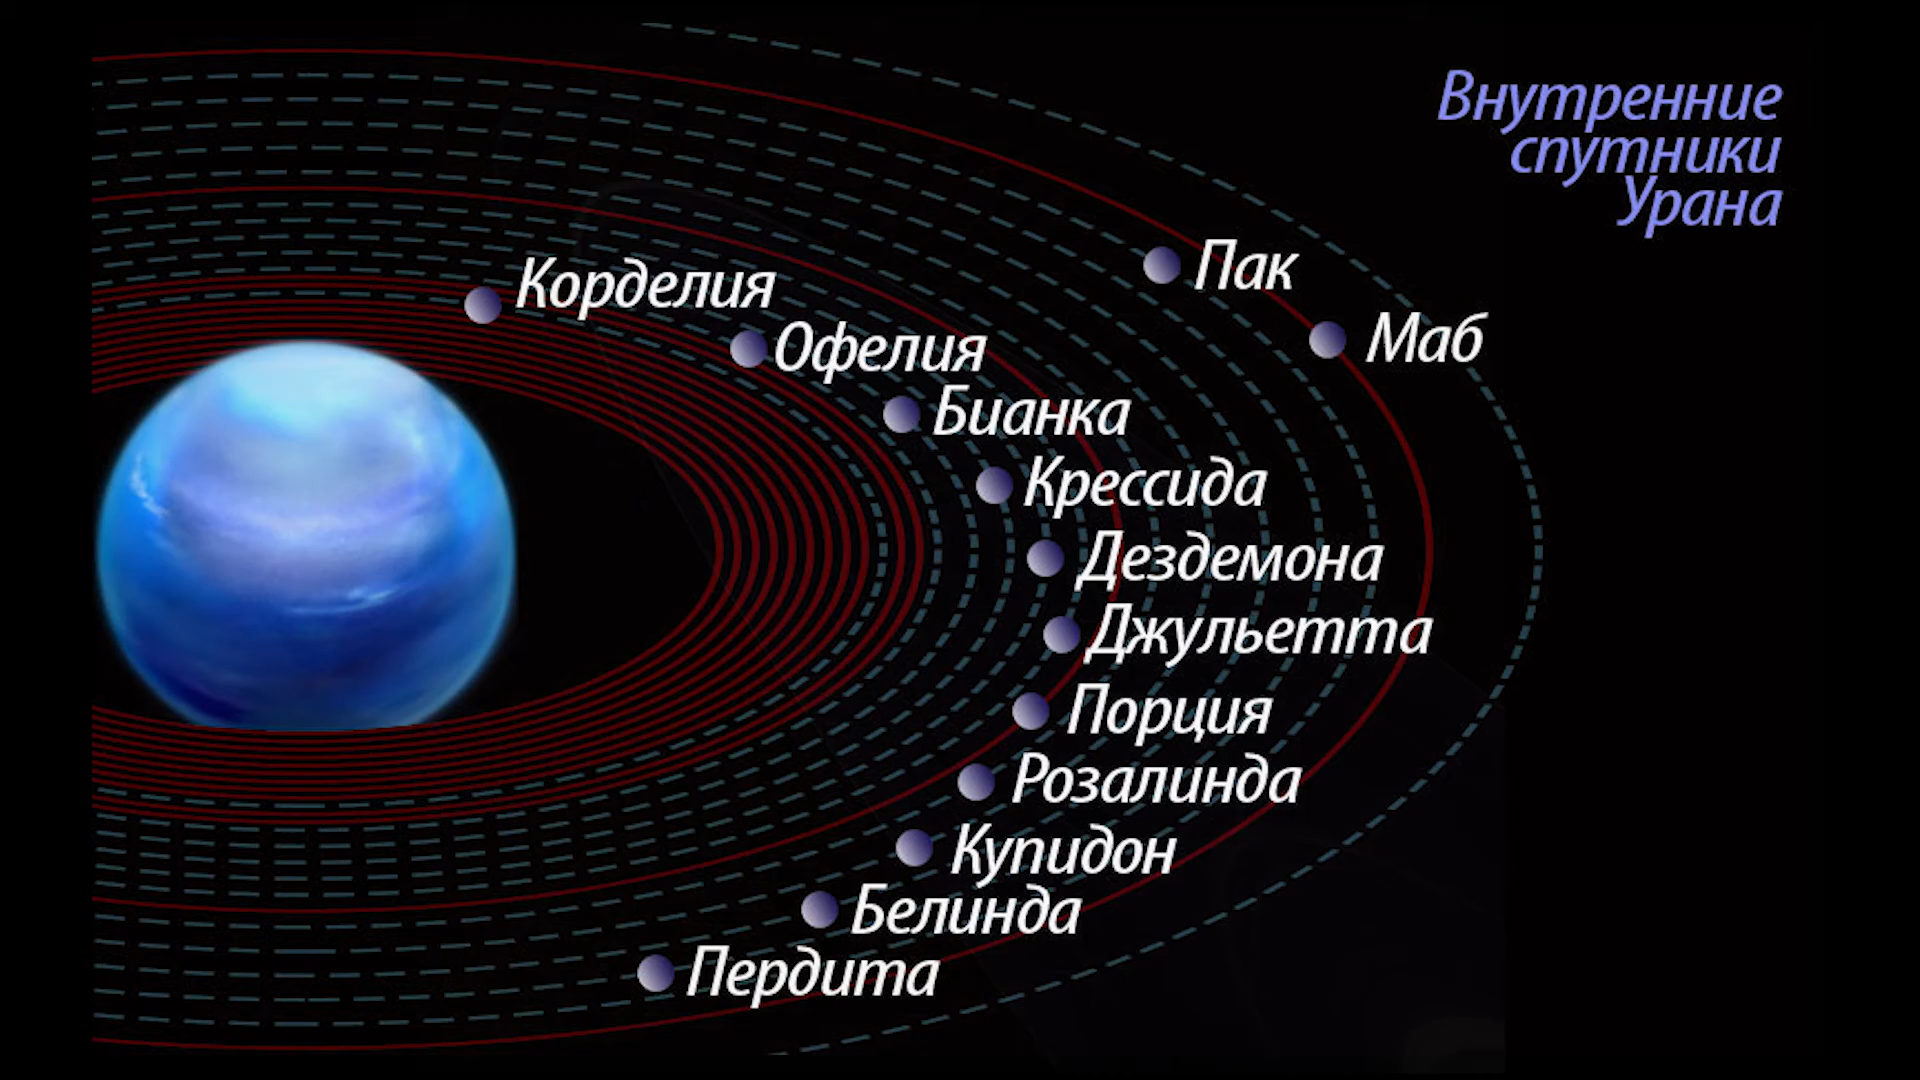 Внутренние
спутники
Урана
Пак
Корделия
Маб
Офелия
Бианка
Крессида
Дездемона
Джульетта
Порция
Розалинда
Купидон
Белинда
Пердита